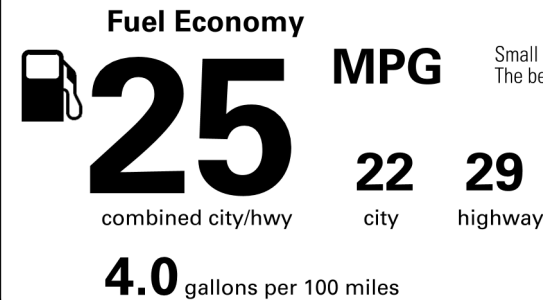 Fuel Economy
25 MPG
Small
The
22 29
combined city/hwy city highway
4.0 gallons per 100 miles